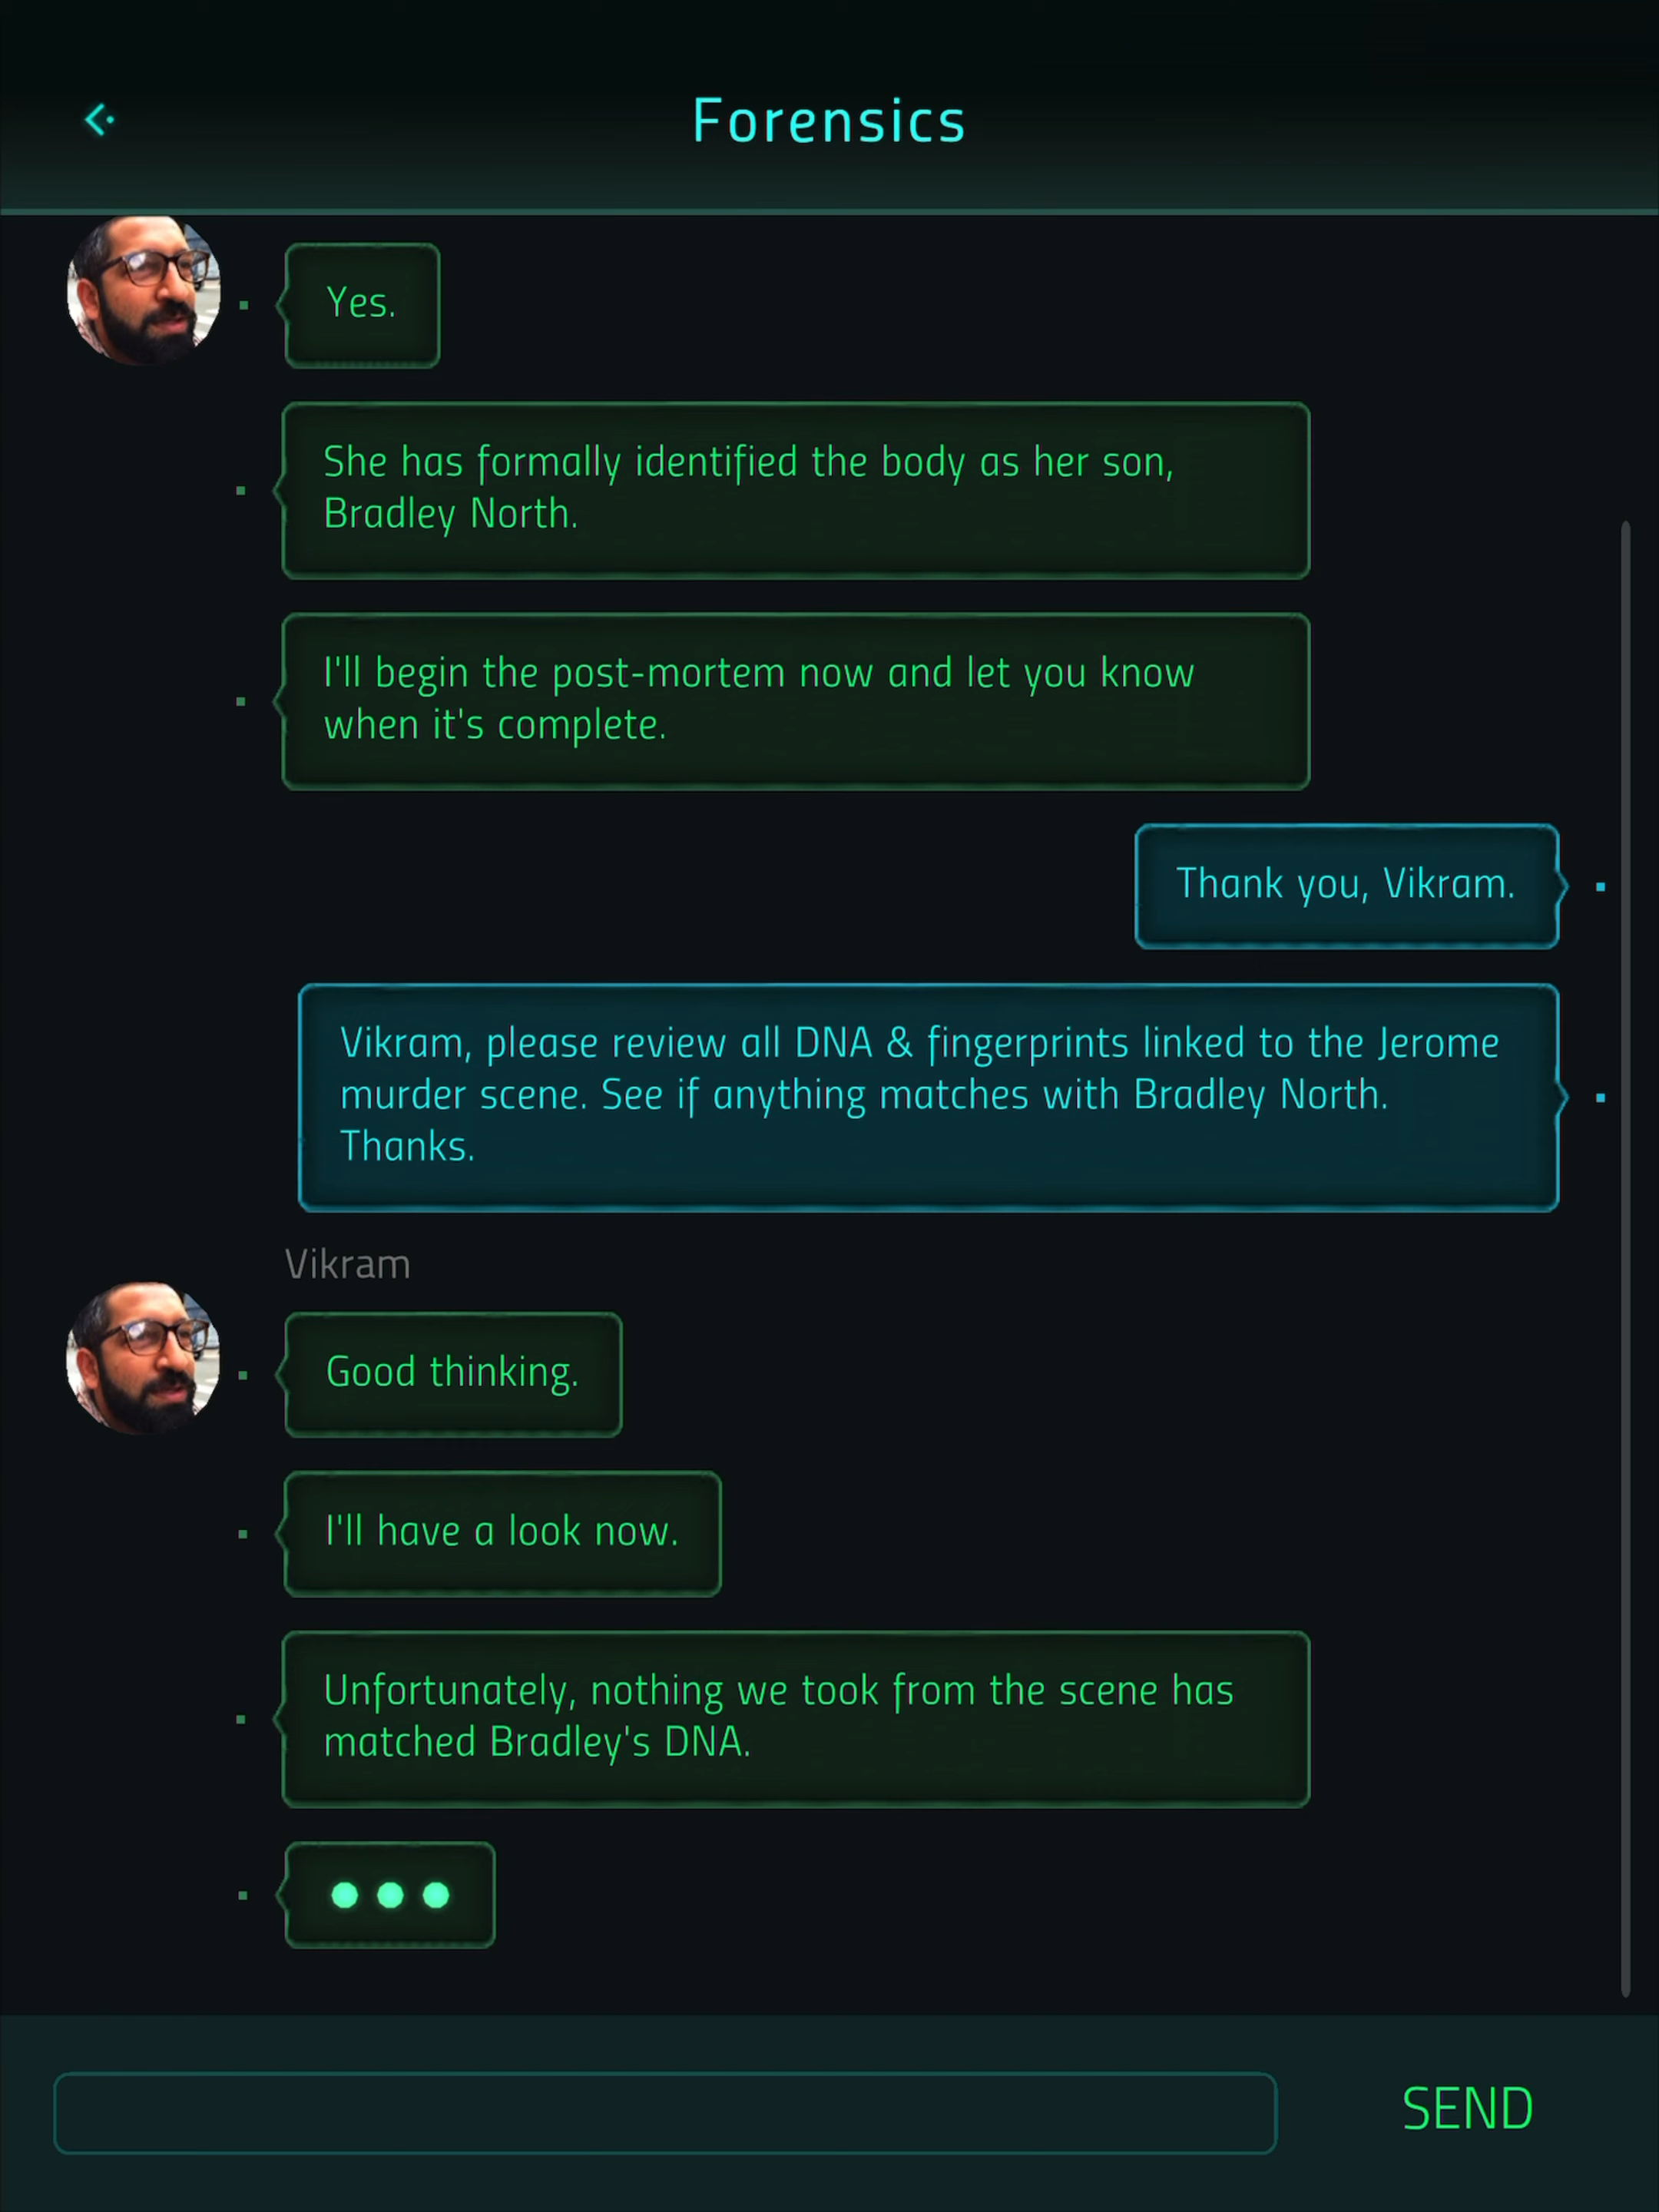 Forensics
Yes.
She has formally identified the body as her son,
Bradley North.
I'll begin the post-mortem now and let you know
when it's complete.
Thank you, Vikram.
Vikram, please review all DNA & fingerprints linked to the Jerome
murder scene. See if anything matches with Bradley North.
Thanks.
Vikram
Good thinking.
I'll have a look now.
Unfortunately, nothing we took from the scene has
matched Bradley's DNA.
SEND